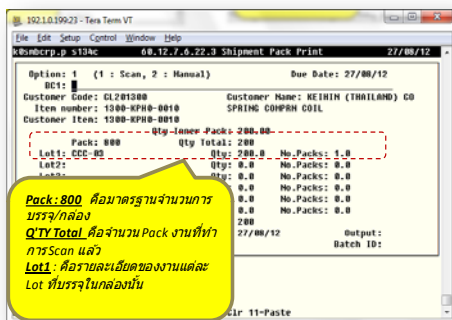 192.1.0.199:23 - Tera Term VT
File Edit Setup Control Window Help
k0smbcrp.p s134c 60.12.7.6.22.3 Shipment Pack Print 27/08/12
Option: 1 (1 : Scan, 2 : Manual) Due Date: 27/08/12
BC1:
Customer Code: CL201300 Customer Name: KEIHIN (THAILAND) CO
Item number: 1300-KPH0-0010 SPRING COMPRN COIL
Customer Item: 1300-KPH0-0010
Qty Inner Pack: 200.00
Pack: 800 Qty Total: 200
Lot1: CCC-03 Qty: 200.0 No.Packs: 1.0
Lot2: Qty: 0.0 No.Packs: 0.0
Qty: 0.0 No.Packs: 0.0
0.0 No.Packs: 0.0
0.0 No.Packs: 0.0
200
27/08/12 Output:
Batch ID:
Pack: 800 คือมาตรฐานจำนวนการ
บรรจุ/กล่อง
Q'TY Total คือจำนวน Pack งานที่ทำ
การScan แล้ว
Lot1 : คือรายละเอียดของงานแต่ละ
Lot ที่บรรจุในกล่องนั้น
Clr 11-Paste